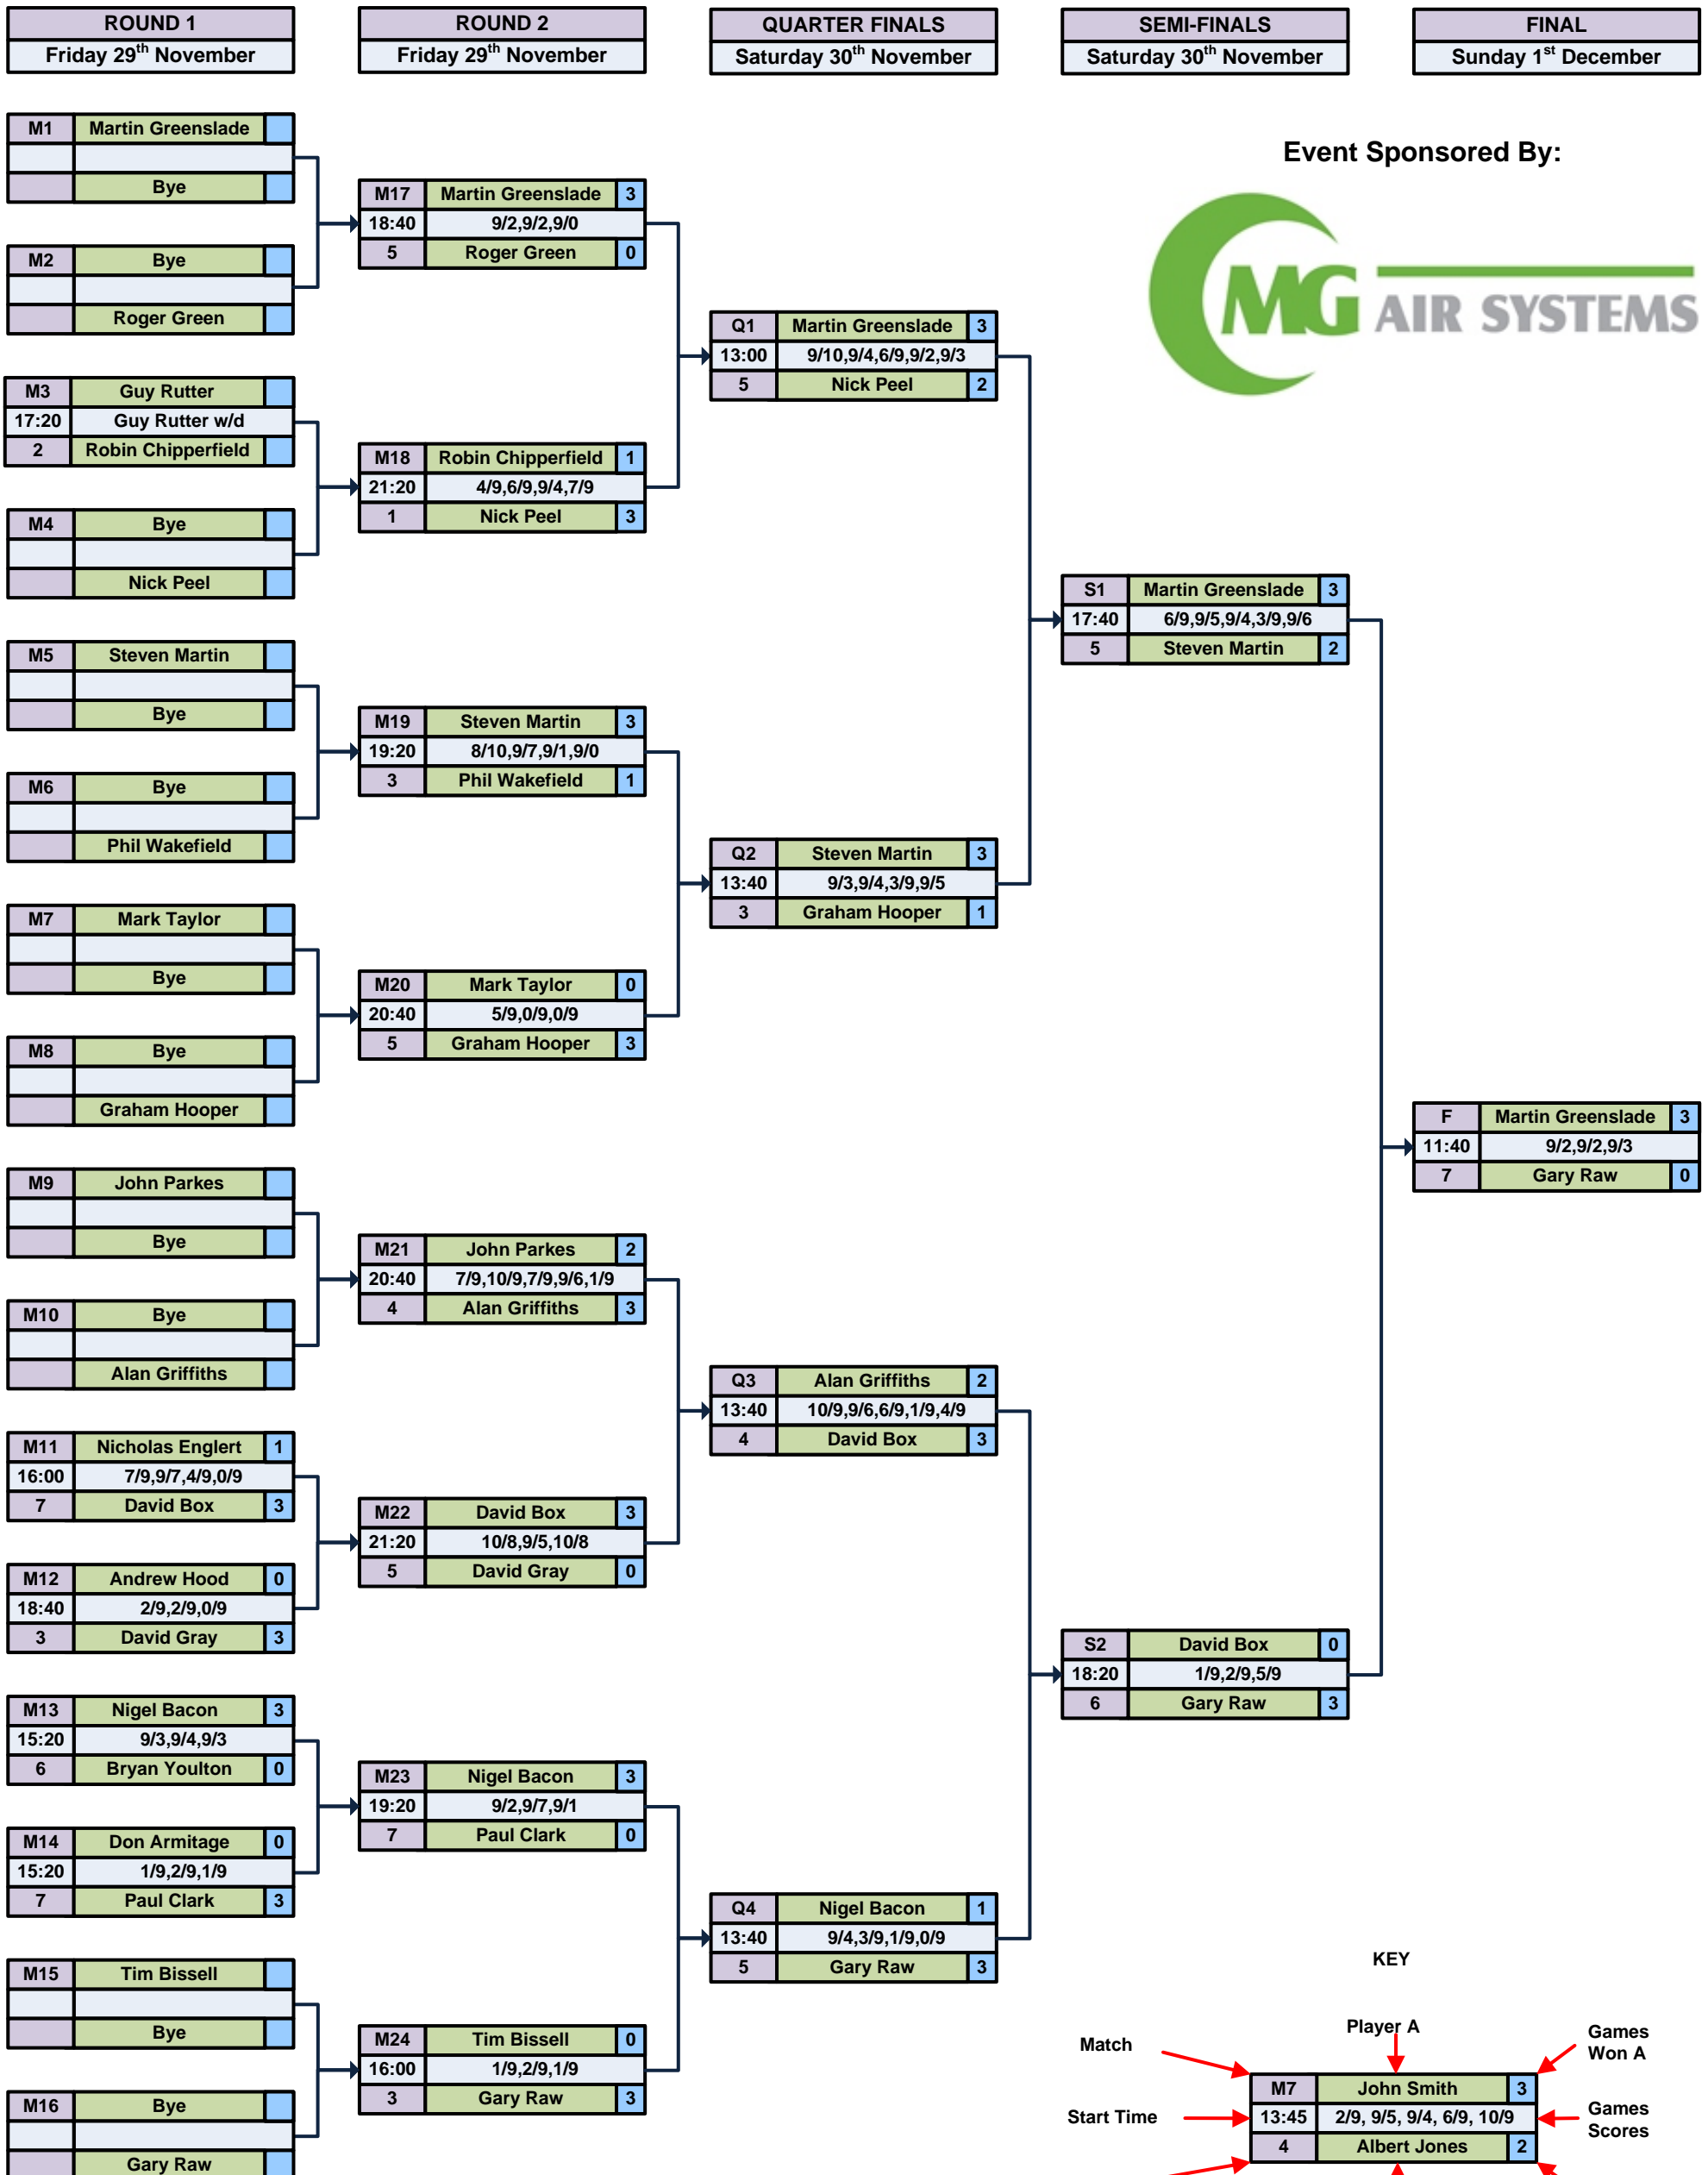 ROUND 1
Friday 29th November
ROUND 2
Friday 29th November
QUARTER FINALS
Saturday 30th November
SEMI-FINALS
Saturday 30th November
FINAL
Sunday 1st December
Event Sponsored By:
MG AIR SYSTEMS
M1 Martin Greenslade
Bye
M2 Bye
Roger Green
M3 Guy Rutter
17:20 Guy Rutter w/d
2 Robin Chipperfield
M4 Bye
Nick Peel
M5 Steven Martin
Bye
M6 Bye
Phil Wakefield
M7 Mark Taylor
Bye
M8 Bye
Graham Hooper
M9 John Parkes
Bye
M10 Bye
Alan Griffiths
M11 Nicholas Englert 1
16:00 7/9,9/7,4/9,0/9
7 David Box 3
M12 Andrew Hood 0
18:40 2/9,2/9,0/9
3 David Gray 3
M13 Nigel Bacon 3
15:20 9/3,9/4,9/3
6 Bryan Youlton 0
M14 Don Armitage 0
15:20 1/9,2/9,1/9
7 Paul Clark 3
M15 Tim Bissell
Bye
M16 Bye
Gary Raw
M17 Martin Greenslade 3
18:40 9/2,9/2,9/0
5 Roger Green 0
M18 Robin Chipperfield 1
21:20 4/9,6/9,9/4,7/9
1 Nick Peel 3
M19 Steven Martin 3
19:20 8/10,9/7,9/1,9/0
3 Phil Wakefield 1
M20 Mark Taylor 0
20:40 5/9,0/9,0/9
5 Graham Hooper 3
M21 John Parkes 2
20:40 7/9,10/9,7/9,9/6,1/9
4 Alan Griffiths 3
M22 David Box 3
21:20 10/8,9/5,10/8
5 David Gray 0
M23 Nigel Bacon 3
19:20 9/2,9/7,9/1
7 Paul Clark 0
M24 Tim Bissell 0
16:00 1/9,2/9,1/9
3 Gary Raw 3
Q1 Martin Greenslade 3
13:00 9/10,9/4,6/9,9/2,9/3
5 Nick Peel 2
Q2 Steven Martin 3
13:40 9/3,9/4,3/9,9/5
3 Graham Hooper 1
Q3 Alan Griffiths 2
13:40 10/9,9/6,6/9,1/9,4/9
4 David Box 3
Q4 Nigel Bacon 1
13:40 9/4,3/9,1/9,0/9
5 Gary Raw 3
S1 Martin Greenslade 3
17:40 6/9,9/5,9/4,3/9,9/6
5 Steven Martin 2
S2 David Box 0
18:20 1/9,2/9,5/9
6 Gary Raw 3
F Martin Greenslade 3
11:40 9/2,9/2,9/3
7 Gary Raw 0
KEY
Match
Player A
Games
Won A
M7 John Smith 3
Start Time
13:45 2/9, 9/5, 9/4, 6/9, 10/9
Games
Scores
4 Albert Jones 2